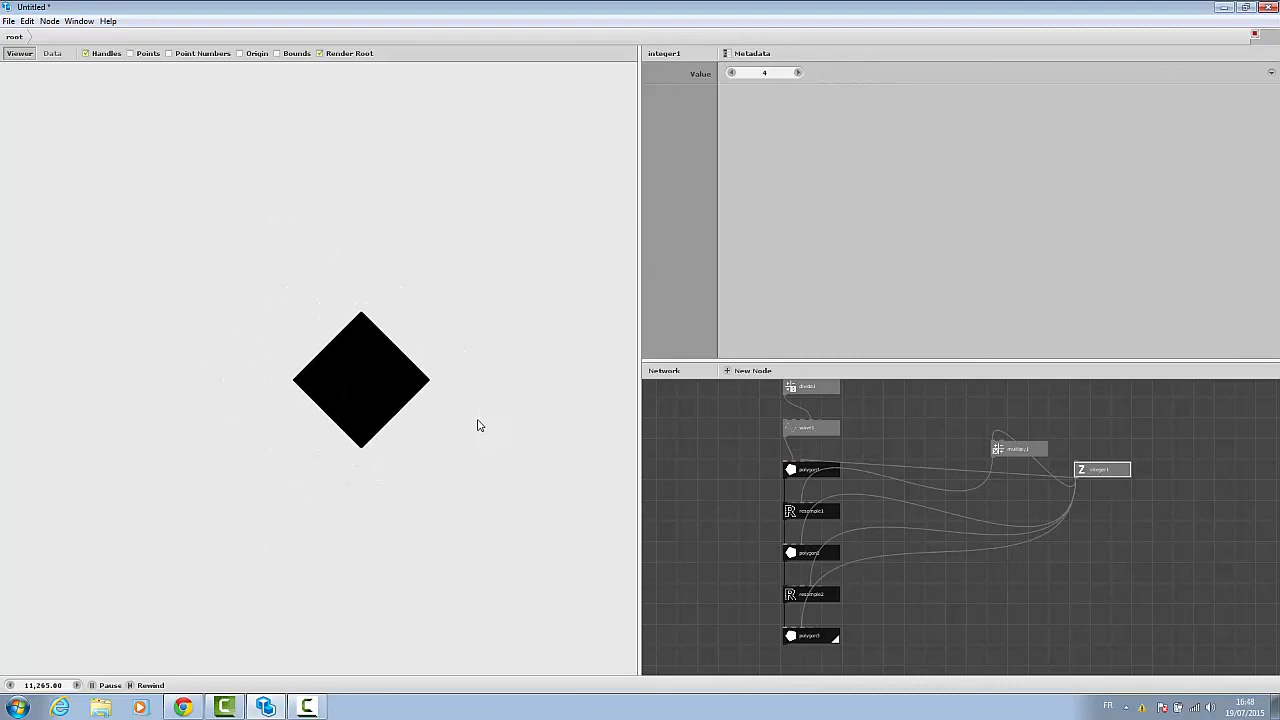 Untitled *
File Edit Node Window Help
root
Viewer Data Handles Points Point Numbers Origin Bounds Render Root
integer1 Metadata
Value 4
Network New Node
divide1
wave1
multiply1
polygon1
integer1
resample1
polygon2
resample2
polygon3
11,265.00 Pause Rewind
FR 16:48
19/07/2015